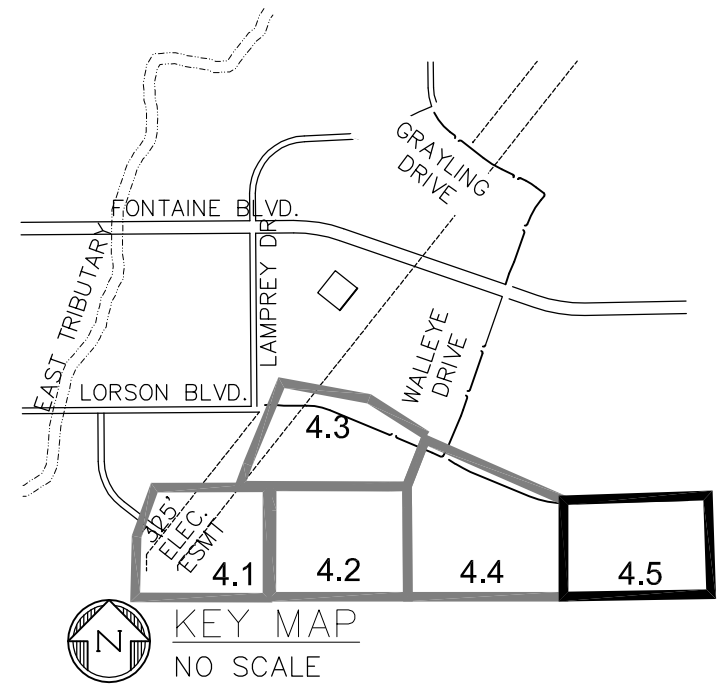 GRAYLING
DRIVE
FONTAINE BLVD.
EAST TRIBUTARY
LAMPREY DR
WALLEYE
DRIVE
LORSON BLVD.
4.3
325'
ELEC.
ESMT
4.1
4.2
4.4
4.5
N
KEY MAP
NO SCALE